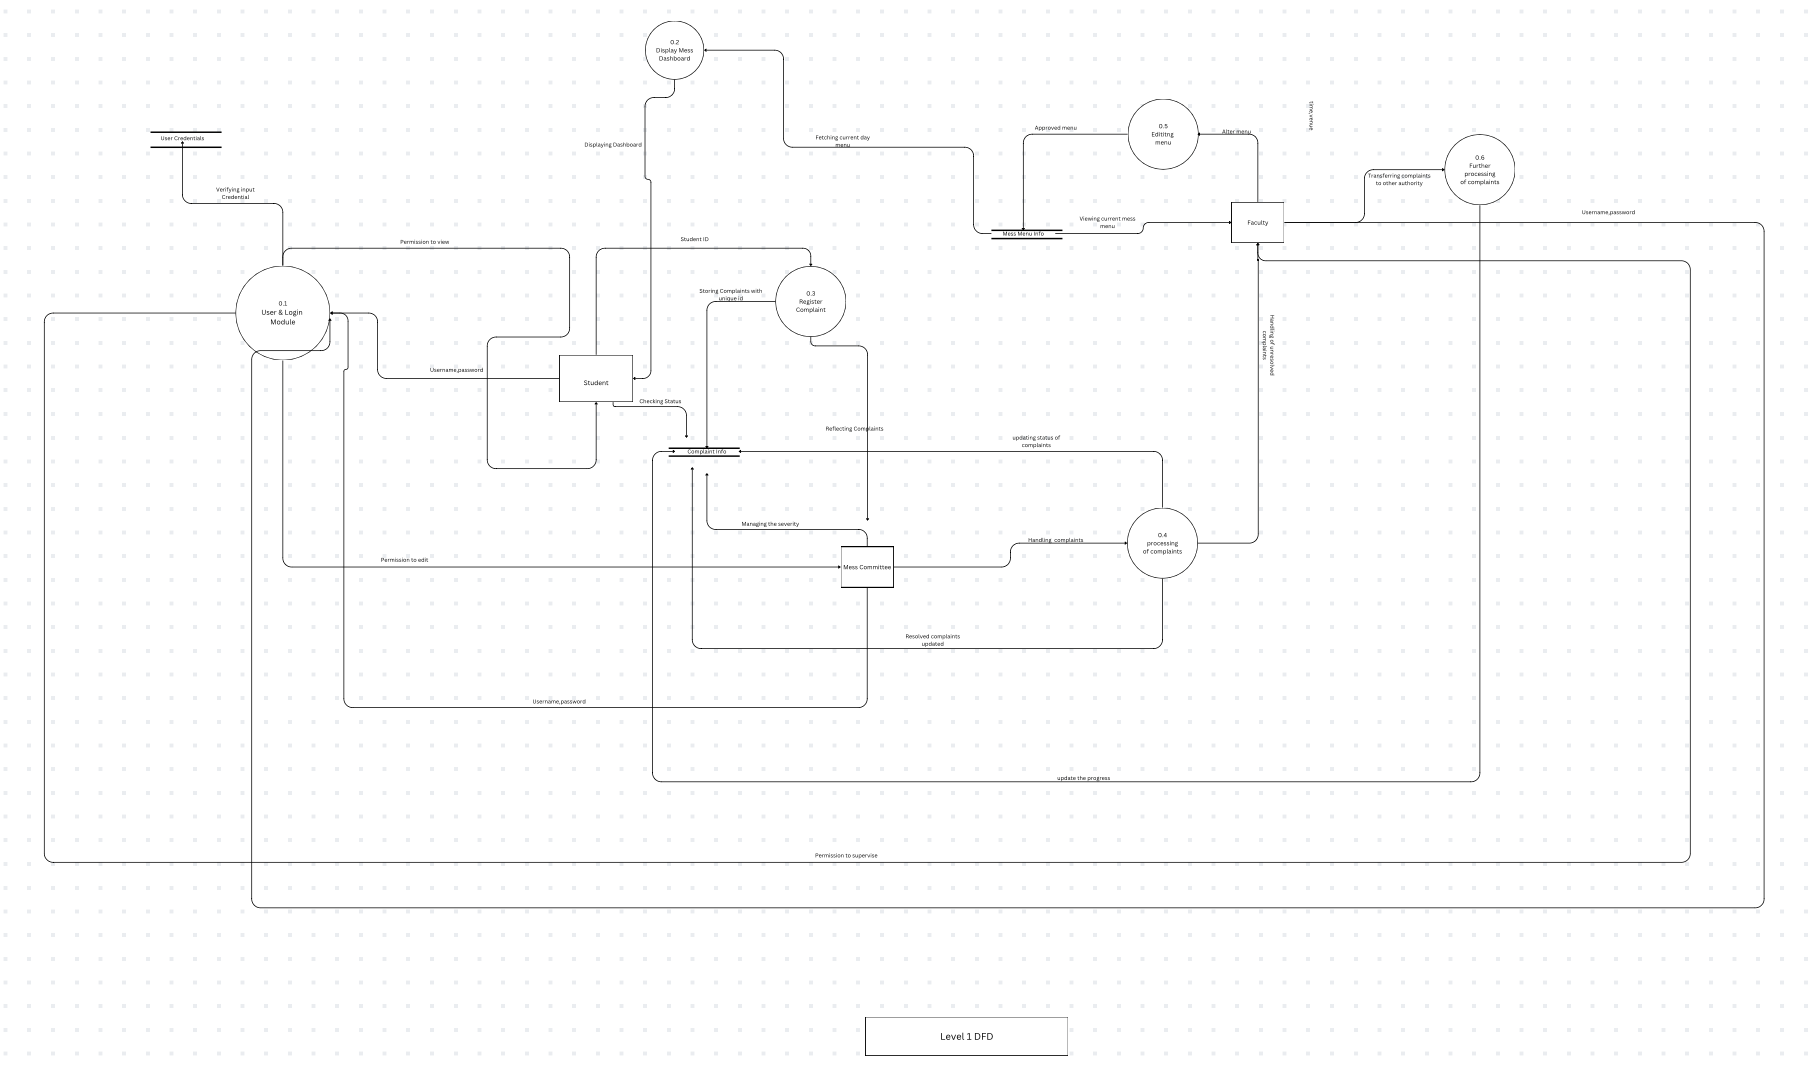 0.2
Display Mess
Dashboard
time,venue
User Credentials
0.5
Edititng
menu
Apprpved menu
Alter menu
Fetching current day
menu
Displaying Dashboard
0.6
Further
processing
of complaints
Transferring complaints
to other authority
Verifying input
Credential
Username,password
Faculty
Viewing current mess
menu
Mess Menu Info
Permission to view
Student ID
Storing Complaints with
unique id
0.3
Register
Complaint
0.1
User & Login
Module
Handling of unresolved
complaints
Username,password
Student
Checking Status
Reflecting Complaints
updating status of
complaints
Complaint Info
Managing the severity
Handling  complaints
0.4
processing
of complaints
Permission to edit
Mess Committee
Resolved complaints
updated
Username,password
update the progress
Permission to supervise
Level 1 DFD